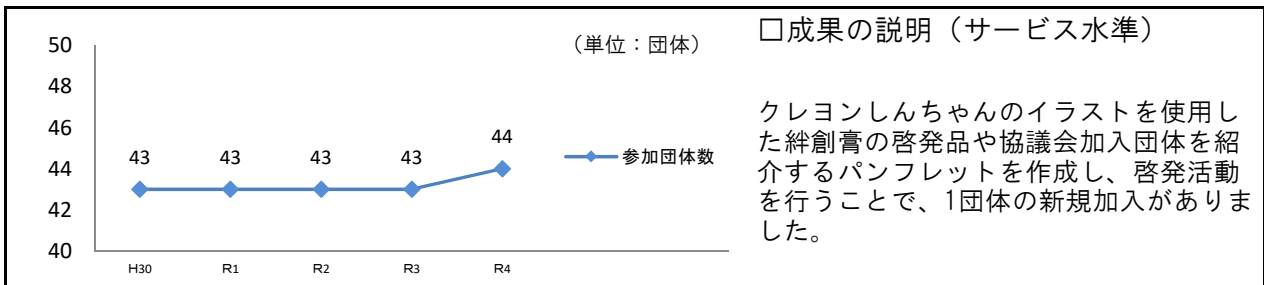 50
48
46
44
42
40
(単位:団体)
43
43
43
43
44
参加団体数
H30
R1
R2
R3
R4
□成果の説明(サービス水準)
クレヨンしんちゃんのイラストを使用し
た絆創膏の啓発品や協議会加入団体を紹
介するパンフレットを作成し、啓発活動
を行うことで、1団体の新規加入がありま
した。